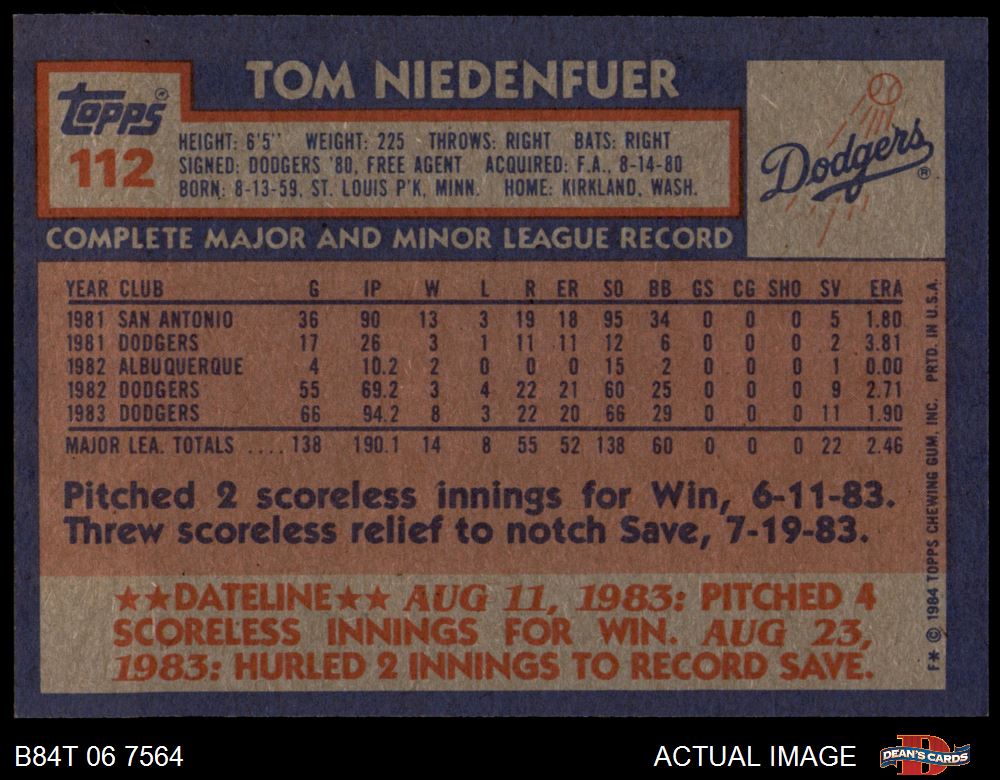 TOM NIEDENFUER
Topps®
112
HEIGHT: 6'5" WEIGHT: 225 THROWS: RIGHT BATS: RIGHT
SIGNED: DODGERS '80, FREE AGENT ACQUIRED: F.A., 8-14-80
BORN: 8-13-59, ST. LOUIS P'K, MINN. HOME: KIRKLAND, WASH.
Dodgers®
COMPLETE MAJOR AND MINOR LEAGUE RECORD
YEAR CLUB G IP W L R ER SO BB GS CG SHO SV ERA
1981 SAN ANTONIO 36 90 13 3 19 18 95 34 0 0 0 5 1.80
1981 DODGERS 17 26 3 1 11 11 12 6 0 0 0 2 3.81
1982 ALBUQUERQUE 4 10.2 2 0 0 0 15 2 0 0 0 1 0.00
1982 DODGERS 55 69.2 3 4 22 21 60 25 0 0 0 9 2.71
1983 DODGERS 66 94.2 8 3 22 20 66 29 0 0 0 11 1.90
MAJOR LEA. TOTALS .... 138 190.1 14 8 55 52 138 60 0 0 0 22 2.46
Pitched 2 scoreless innings for Win, 6-11-83.
Threw scoreless relief to notch Save, 7-19-83.
★★DATELINE★★ AUG 11, 1983: PITCHED 4
SCORELESS INNINGS FOR WIN. AUG 23,
1983: HURLED 2 INNINGS TO RECORD SAVE.
F* © 1984 TOPPS CHEWING GUM, INC. PRTD. IN U.S.A.
B84T 06 7564
ACTUAL IMAGE
DEAN'S CARDS